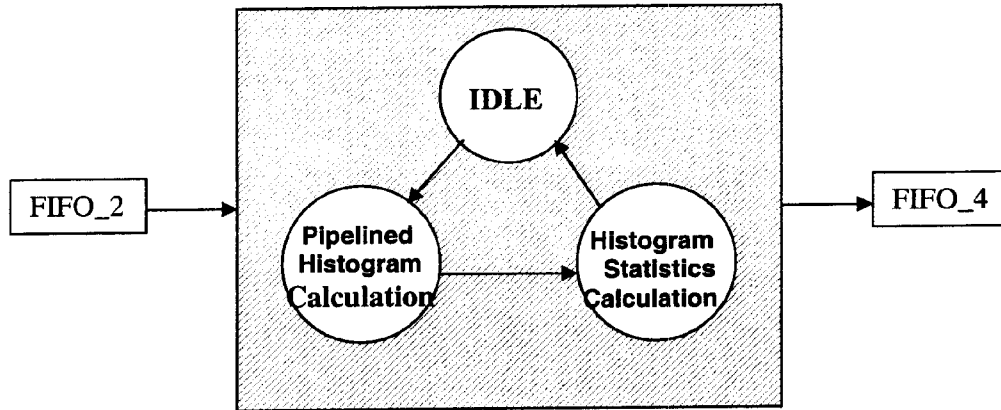 IDLE
FIFO_2
FIFO_4
Pipelined
Histogram
Calculation
Histogram
Statistics
Calculation